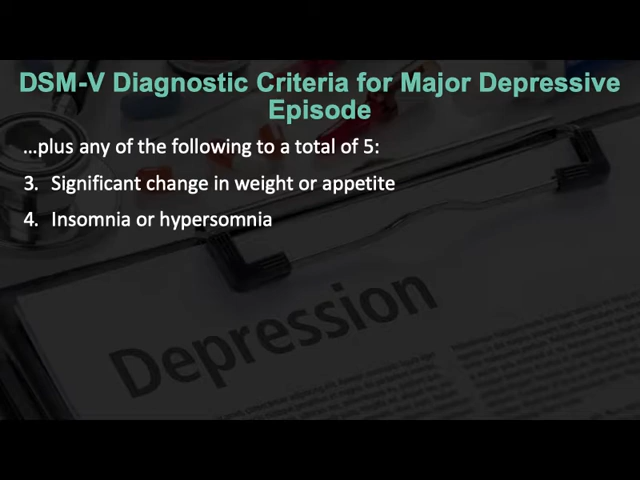 DSM-V Diagnostic Criteria for Major Depressive
Episode
…plus any of the following to a total of 5:
3. Significant change in weight or appetite
4. Insomnia or hypersomnia
Depression